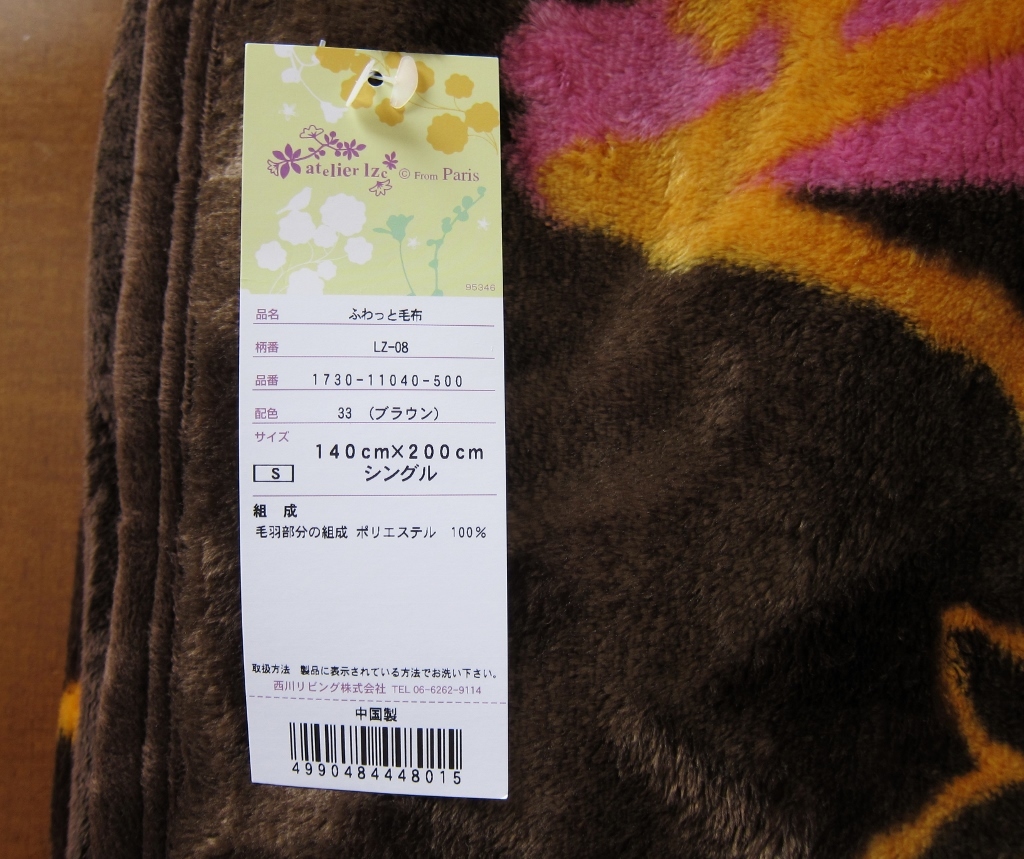 atelier lzc © From Paris
95346
品名 ふわっと毛布
柄番 LZ-08
品番 1730-11040-500
配色 33 (ブラウン)
サイズ 140cm×200cm
S シングル
組成
毛羽部分の組成 ポリエステル 100%
取扱方法 製品に表示されている方法でお洗い下さい。
西川リビング株式会社 TEL 06-6262-9114
中国製
4990484448015